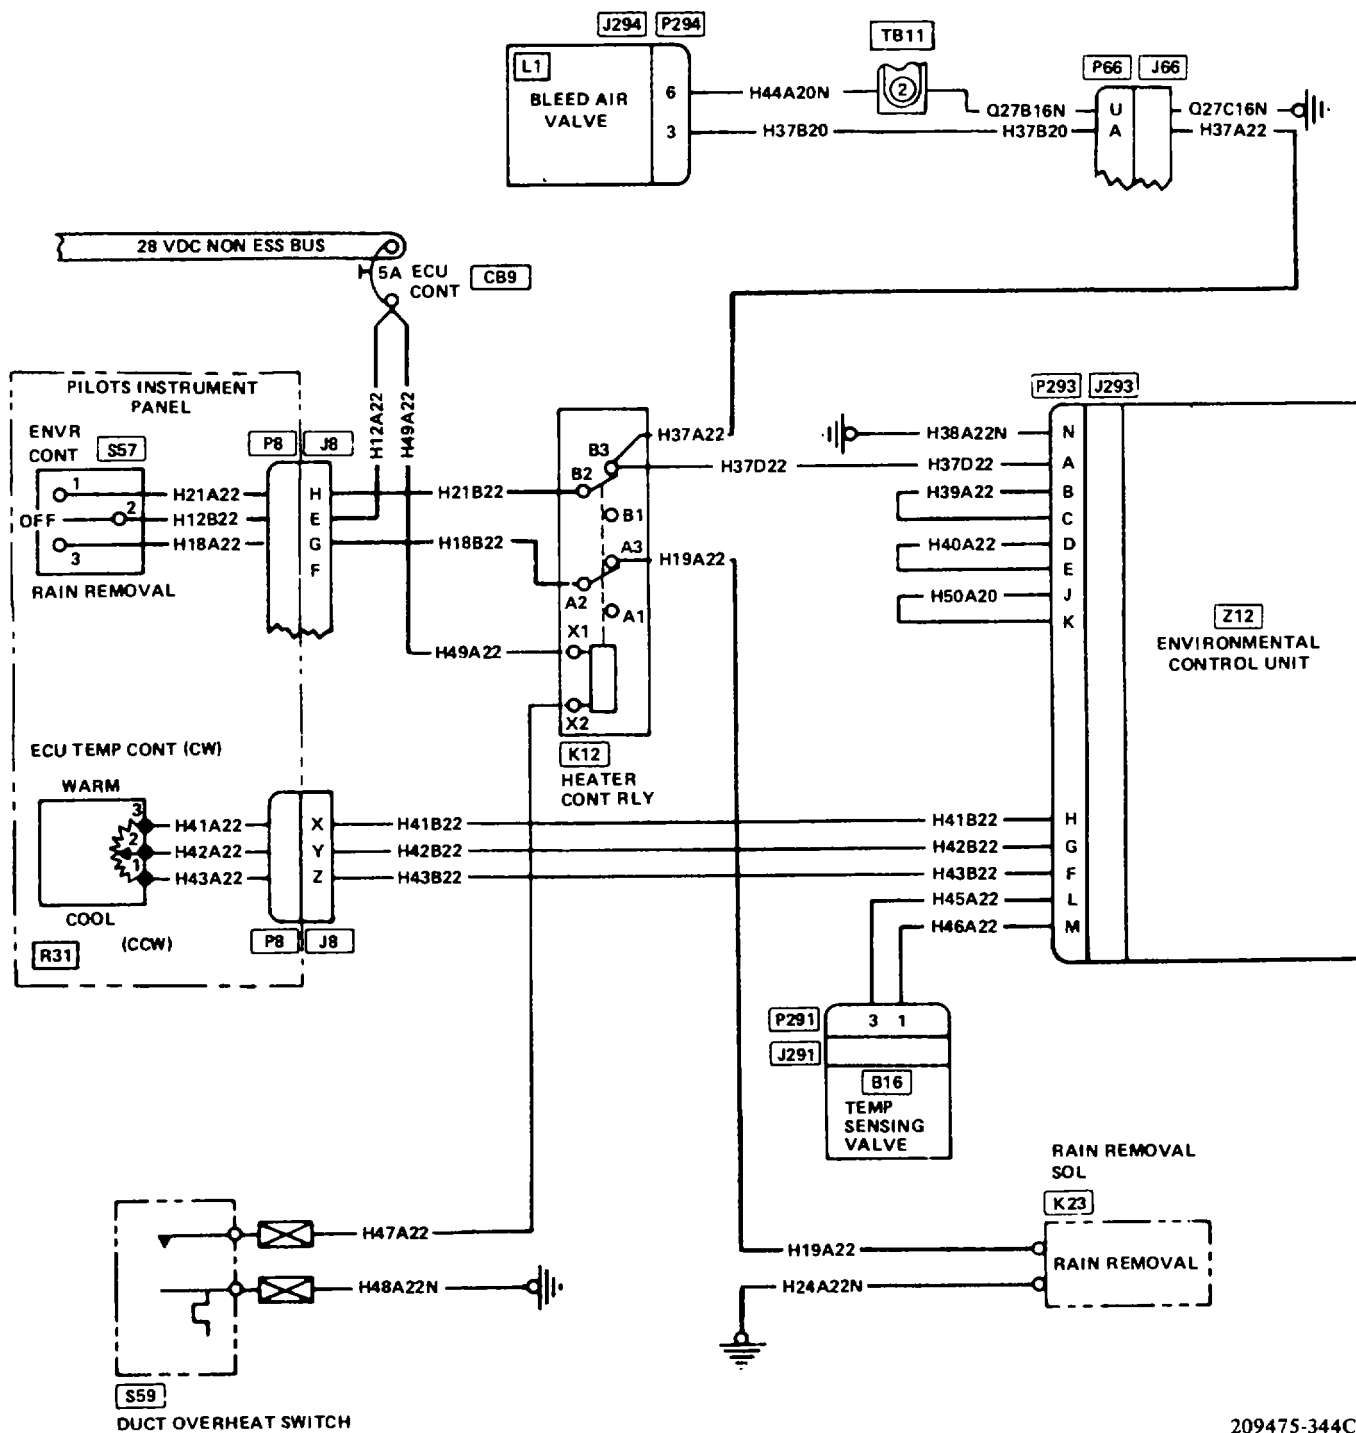 J294 P294
TB11
L1
BLEED AIR
VALVE
6
3
H44A20N
2
P66 J66
Q27B16N
U
Q27C16N
H37B20
H37B20
A
H37A22
28 VDC NON ESS BUS
5A ECU
CONT
CB9
PILOTS INSTRUMENT
PANEL
H12A22
H49A22
ENVR
CONT
S57
P8 J8
1
H21A22
H
H21B22
OFF
2
H12B22
E
3
H18A22
G
H18B22
F
RAIN REMOVAL
B3
B2
B1
A3
A2
A1
X1
X2
H37A22
H37D22
H19A22
H49A22
K12
HEATER
CONT RLY
P293 J293
H38A22N
N
H37D22
A
H39A22
B
C
H40A22
D
E
H50A20
J
K
Z12
ENVIRONMENTAL
CONTROL UNIT
ECU TEMP CONT (CW)
WARM
3
H41A22
X
H41B22
H41B22
H
2
H42A22
Y
H42B22
H42B22
G
1
H43A22
Z
H43B22
H43B22
F
H45A22
L
H46A22
M
COOL
(CCW)
R31
P8 J8
P291
3 1
J291
B16
TEMP
SENSING
VALVE
RAIN REMOVAL
SOL
K23
RAIN REMOVAL
H47A22
H19A22
H48A22N
H24A22N
S59
DUCT OVERHEAT SWITCH
209475-344C